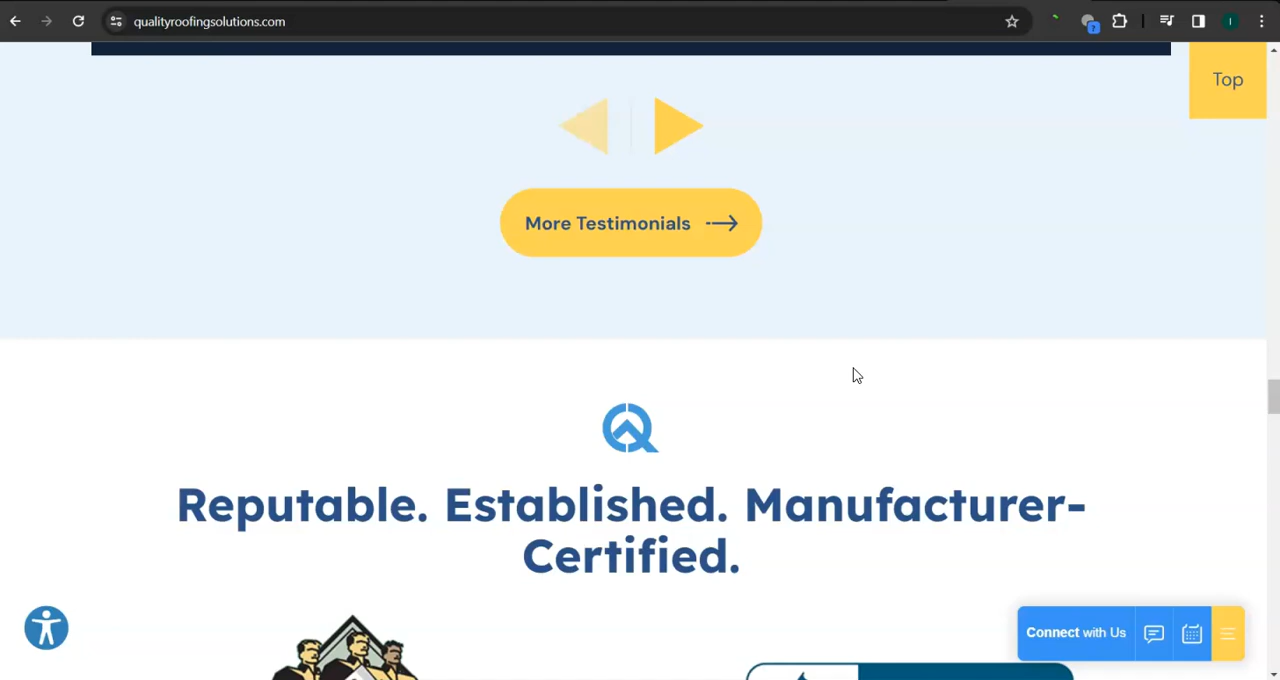 qualityroofingsolutions.com
Top
More Testimonials
Reputable. Established. Manufacturer-
Certified.
Connect with Us